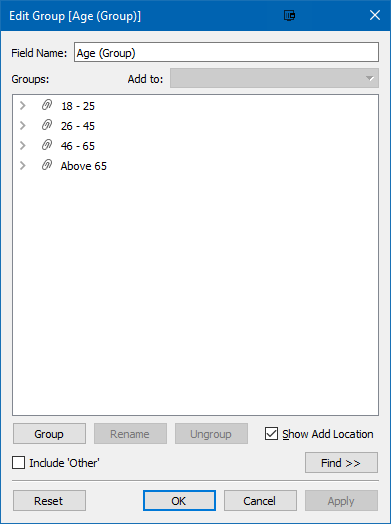 Edit Group [Age (Group)]
Field Name: Age (Group)
Groups: Add to:
18 - 25
26 - 45
46 - 65
Above 65
Group Rename Ungroup Show Add Location
Include 'Other' Find >>
Reset OK Cancel Apply